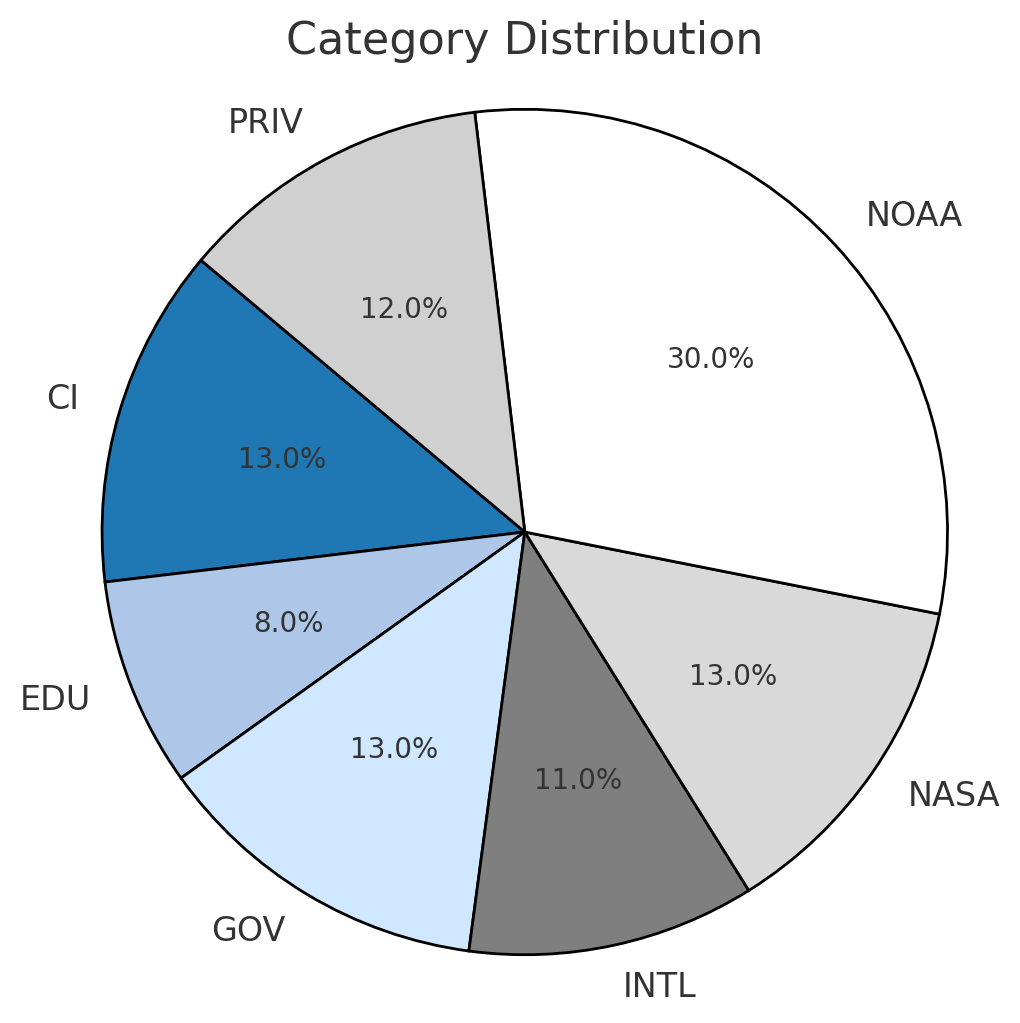 Category Distribution
PRIV
NOAA
12.0%
30.0%
CI
13.0%
8.0%
EDU
13.0%
13.0%
11.0%
NASA
GOV
INTL